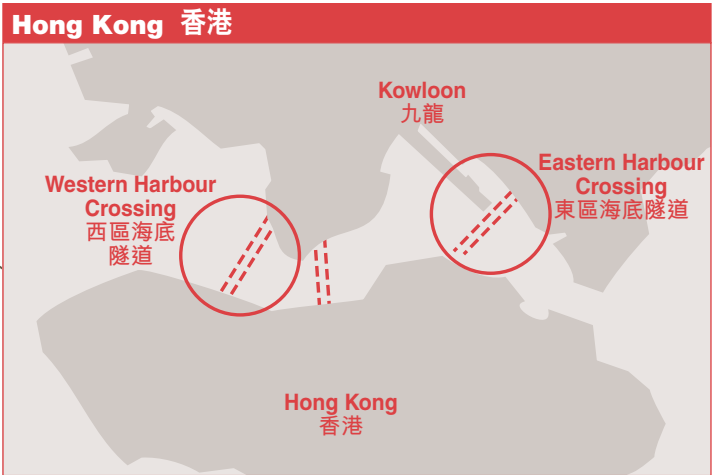 Hong Kong 香港
Kowloon
九龍
Western Harbour
Crossing
西區海底
隧道
Eastern Harbour
Crossing
東區海底隧道
Hong Kong
香港